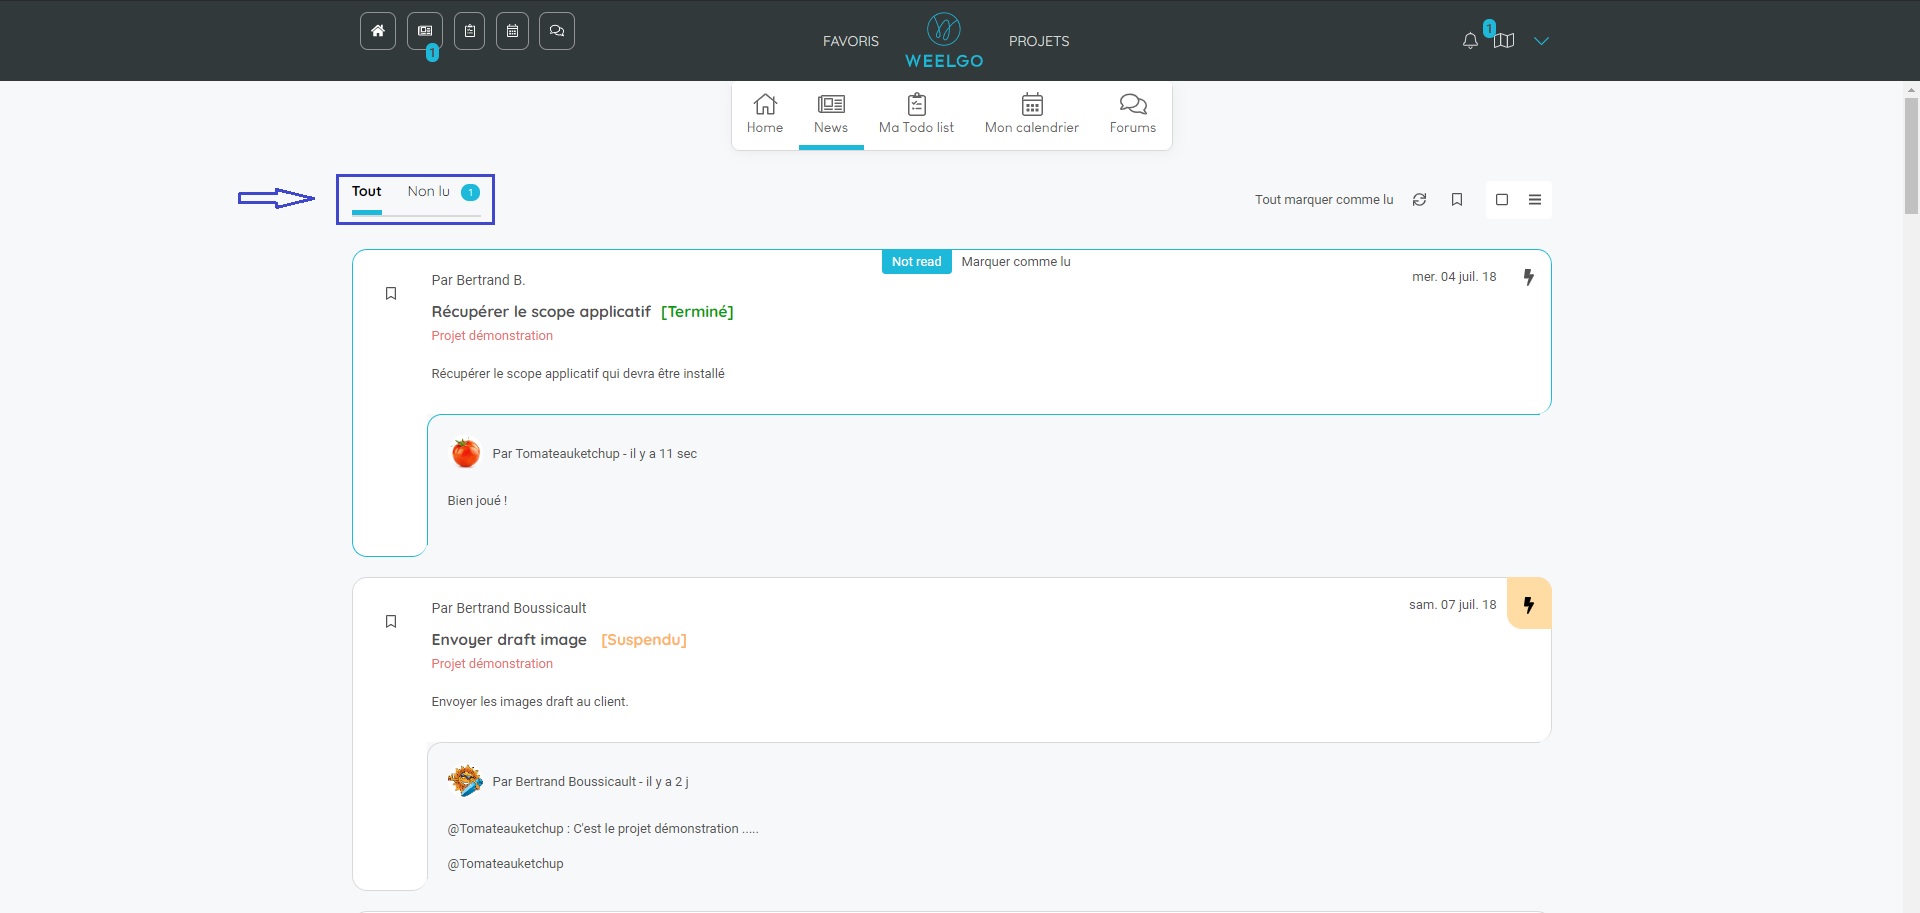 1
FAVORIS
WEELGO
PROJETS
1
Home
News
Ma Todo list
Mon calendrier
Forums
Tout
Non lu
1
Tout marquer comme lu
Not read
Marquer comme lu
Par Bertrand B.
mer. 04 juil. 18
Récupérer le scope applicatif [Terminé]
Projet démonstration
Récupérer le scope applicatif qui devra être installé
Par Tomateauketchup - il y a 11 sec
Bien joué !
Par Bertrand Boussicault
sam. 07 juil. 18
Envoyer draft image [Suspendu]
Projet démonstration
Envoyer les images draft au client.
Par Bertrand Boussicault - il y a 2 j
@Tomateauketchup : C'est le projet démonstration .....
@Tomateauketchup